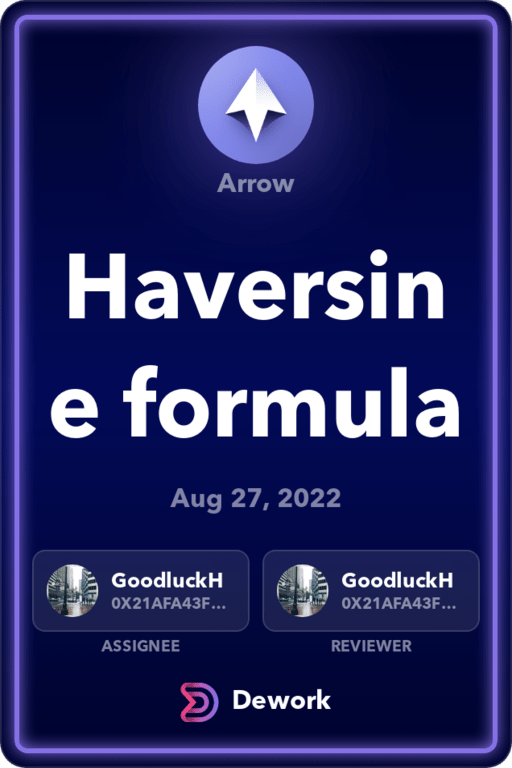 Arrow
Haversin
e formula
Aug 27, 2022
GoodluckH
0X21AFA43F...
ASSIGNEE
GoodluckH
0X21AFA43F...
REVIEWER
Dework